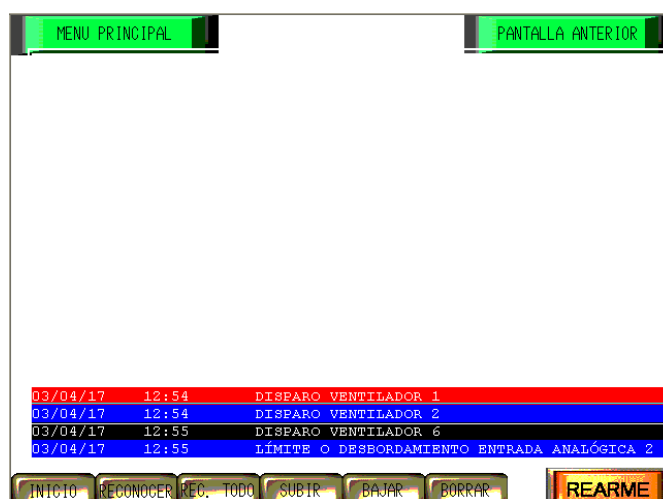 MENU PRINCIPAL PANTALLA ANTERIOR
03/04/17 12:54 DISPARO VENTILADOR 1
03/04/17 12:54 DISPARO VENTILADOR 2
03/04/17 12:55 DISPARO VENTILADOR 6
03/04/17 12:55 LÍMITE O DESBORDAMIENTO ENTRADA ANALÓGICA 2
INICIO RECONOCER REC. TODO SUBIR BAJAR BORRAR REARME